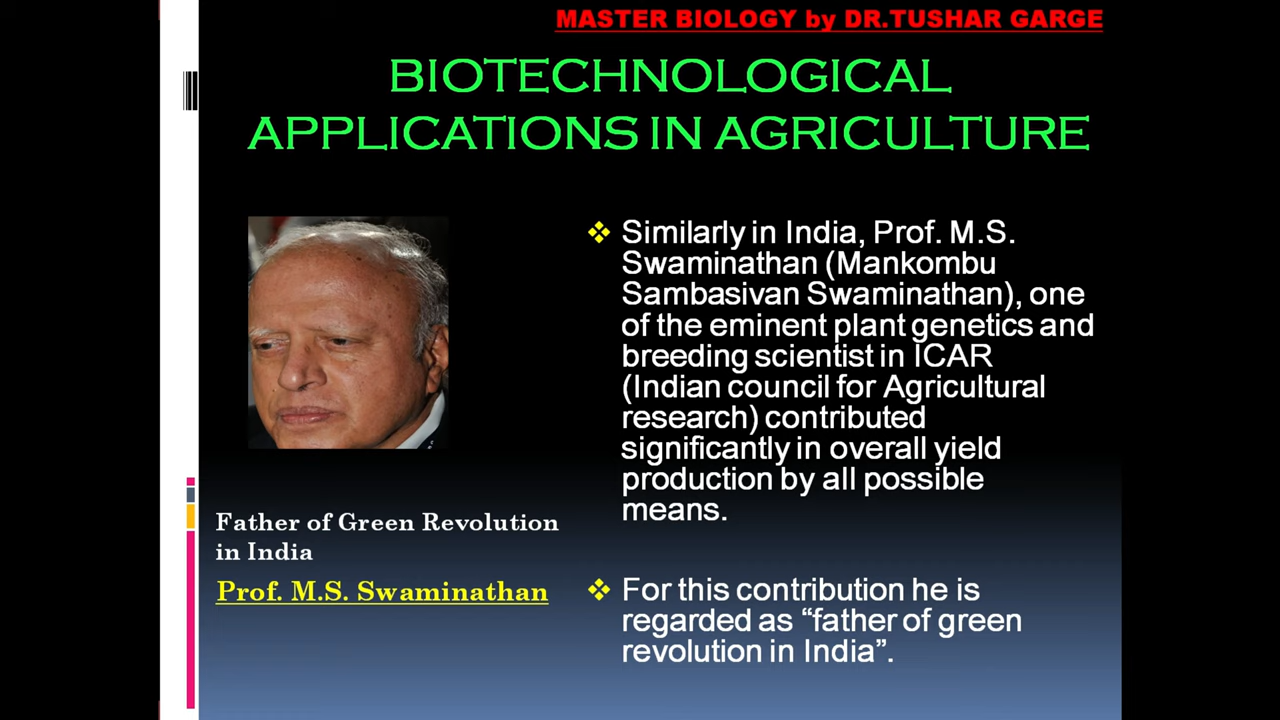 MASTER BIOLOGY by DR.TUSHAR GARGE
BIOTECHNOLOGICAL
APPLICATIONS IN AGRICULTURE
Similarly in India, Prof. M.S.
Swaminathan (Mankombu
Sambasivan Swaminathan), one
of the eminent plant genetics and
breeding scientist in ICAR
(Indian council for Agricultural
research) contributed
significantly in overall yield
production by all possible
means.
For this contribution he is
regarded as “father of green
revolution in India”.
Father of Green Revolution
in India
Prof. M.S. Swaminathan